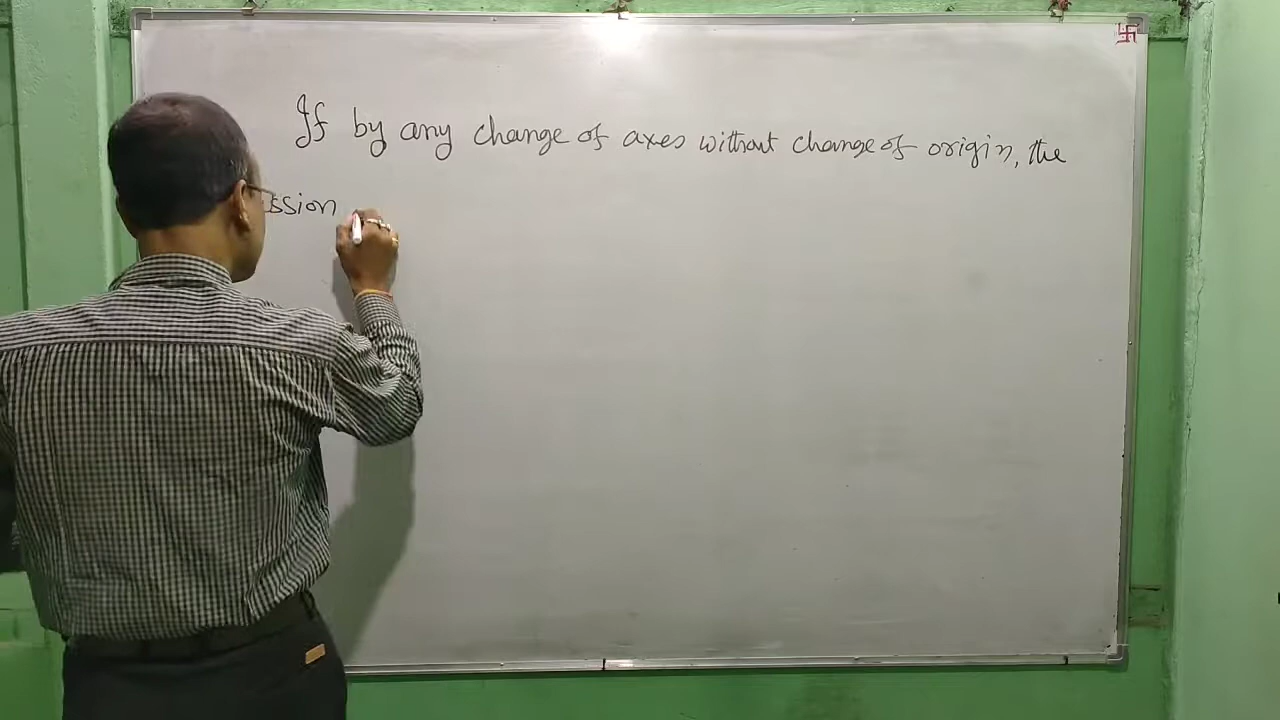 If by any change of axes without change of origin, the
ssion